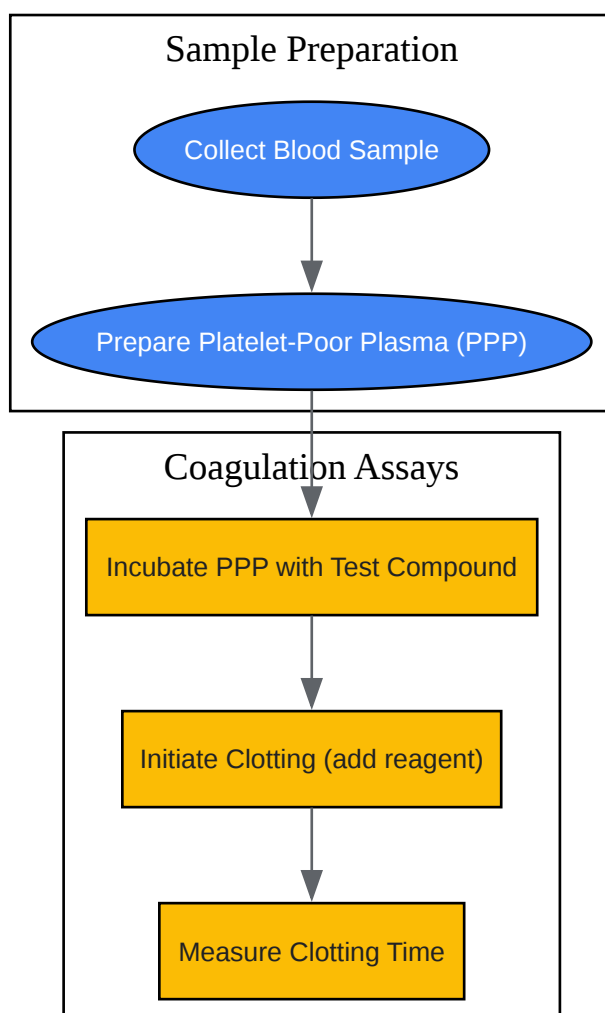 Sample Preparation
Collect Blood Sample
Prepare Platelet-Poor Plasma (PPP)
Coagulation Assays
Incubate PPP with Test Compound
Initiate Clotting (add reagent)
Measure Clotting Time